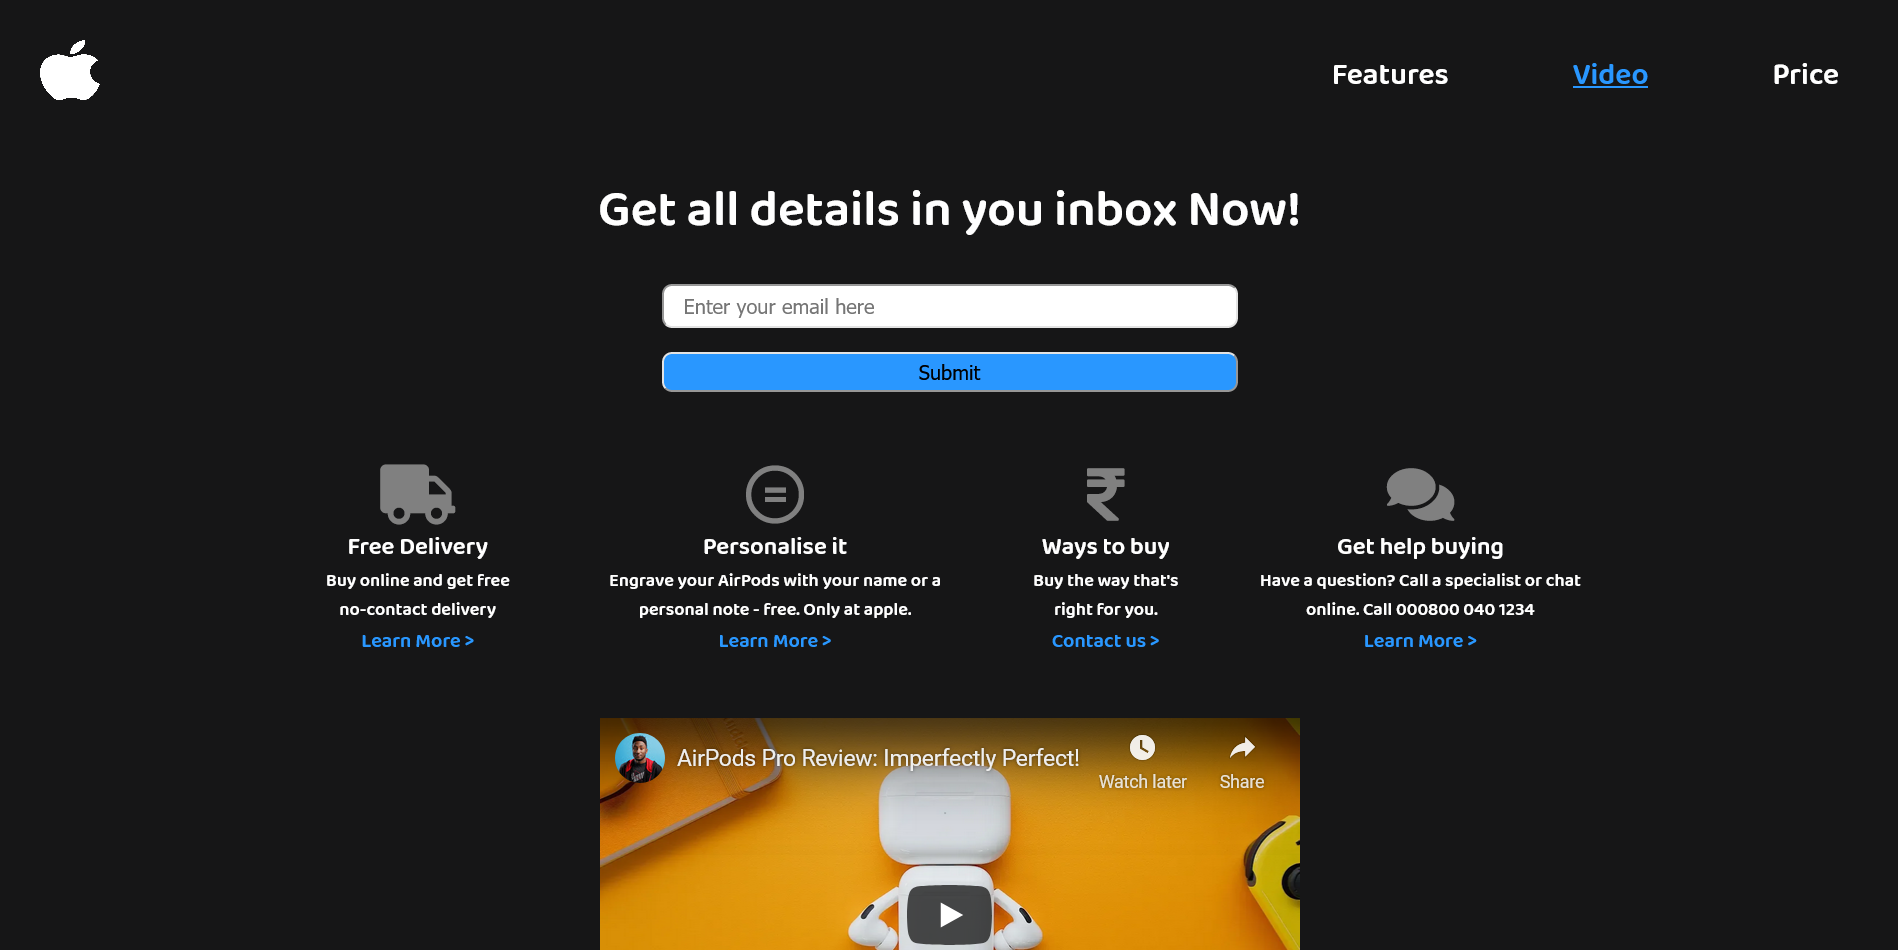 Features
Video
Price
Get all details in you inbox Now!
Enter your email here
Submit
Free Delivery
Buy online and get free
no-contact delivery
Learn More >
Personalise it
Engrave your AirPods with your name or a
personal note - free. Only at apple.
Learn More >
Ways to buy
Buy the way that's
right for you.
Contact us >
Get help buying
Have a question? Call a specialist or chat
online. Call 000800 040 1234
Learn More >
AirPods Pro Review: Imperfectly Perfect!
Watch later
Share